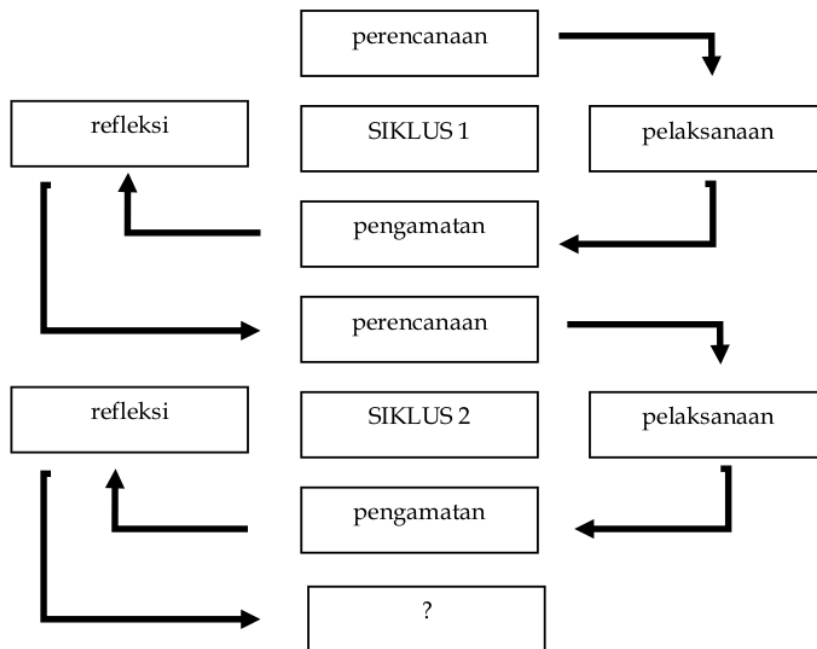 perencanaan
refleksi
SIKLUS 1
pelaksanaan
pengamatan
perencanaan
refleksi
SIKLUS 2
pelaksanaan
pengamatan
?